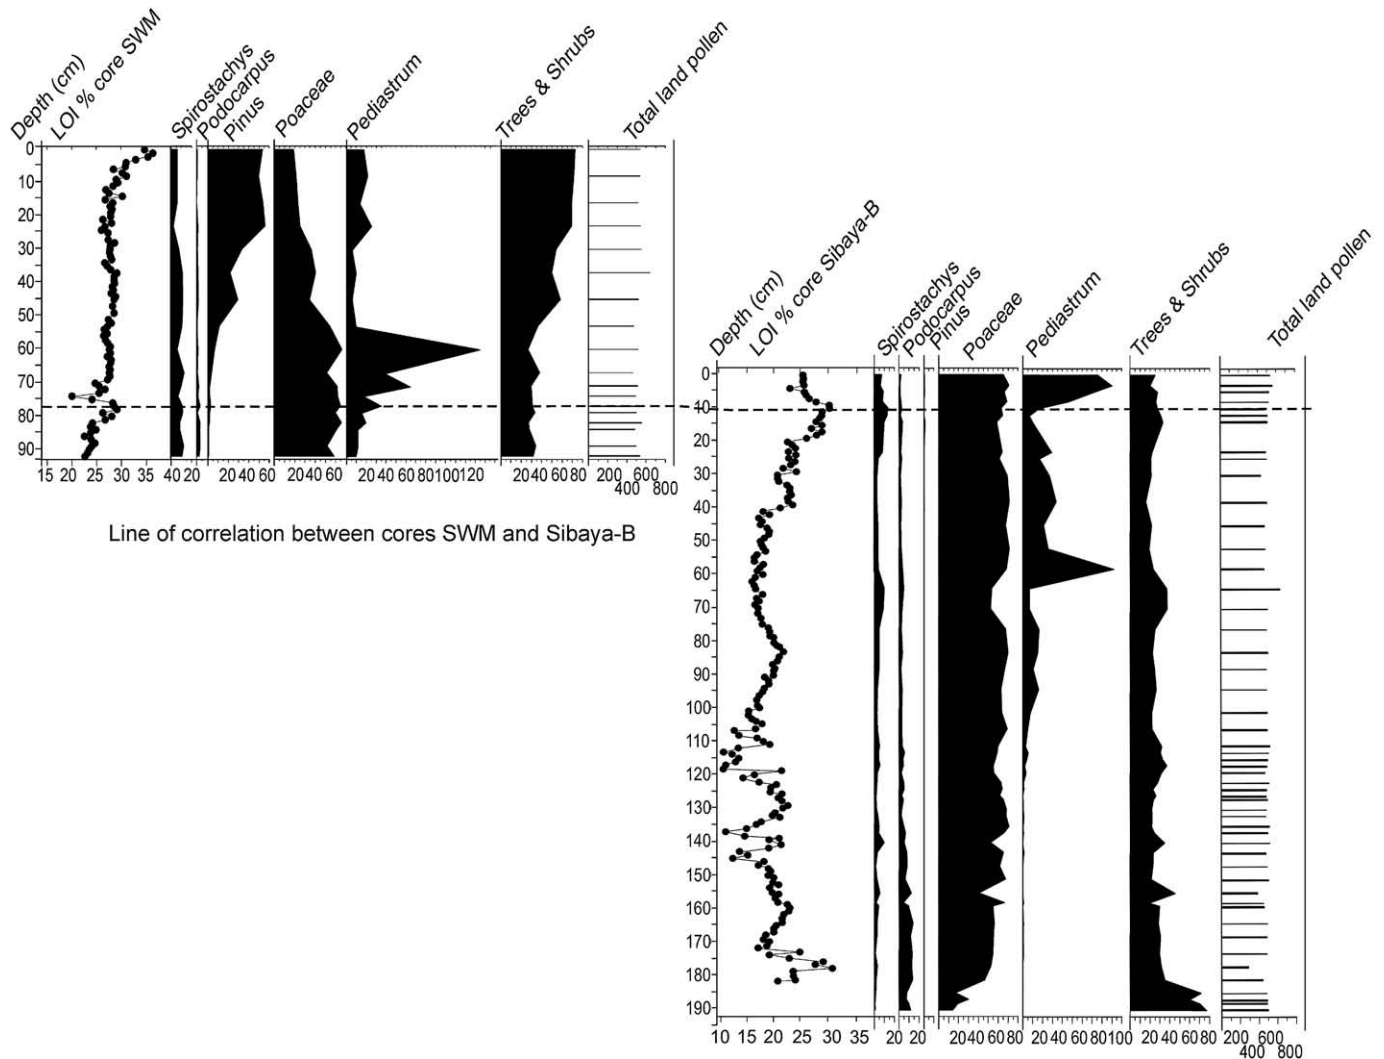 Depth (cm)
LOI % core SWM
Spirostachys
Podocarpus
Pinus
Poaceae
Pediastrum
Trees & Shrubs
Total land pollen
0
10
20
30
40
50
60
70
80
90
15 20 25 30 35 40 20 20 40 60 20 40 60 20 40 60 80 100 120 20 40 60 80 200 600
400 800
Line of correlation between cores SWM and Sibaya-B
Depth (cm)
LOI % core Sibaya-B
Spirostachys
Podocarpus
Pinus
Poaceae
Pediastrum
Trees & Shrubs
Total land pollen
0
10
20
30
40
50
60
70
80
90
100
110
120
130
140
150
160
170
180
190
10 15 20 25 30 35 20 20 20 40 60 80 20 40 60 80 100 20 40 60 80 200 600
400 800